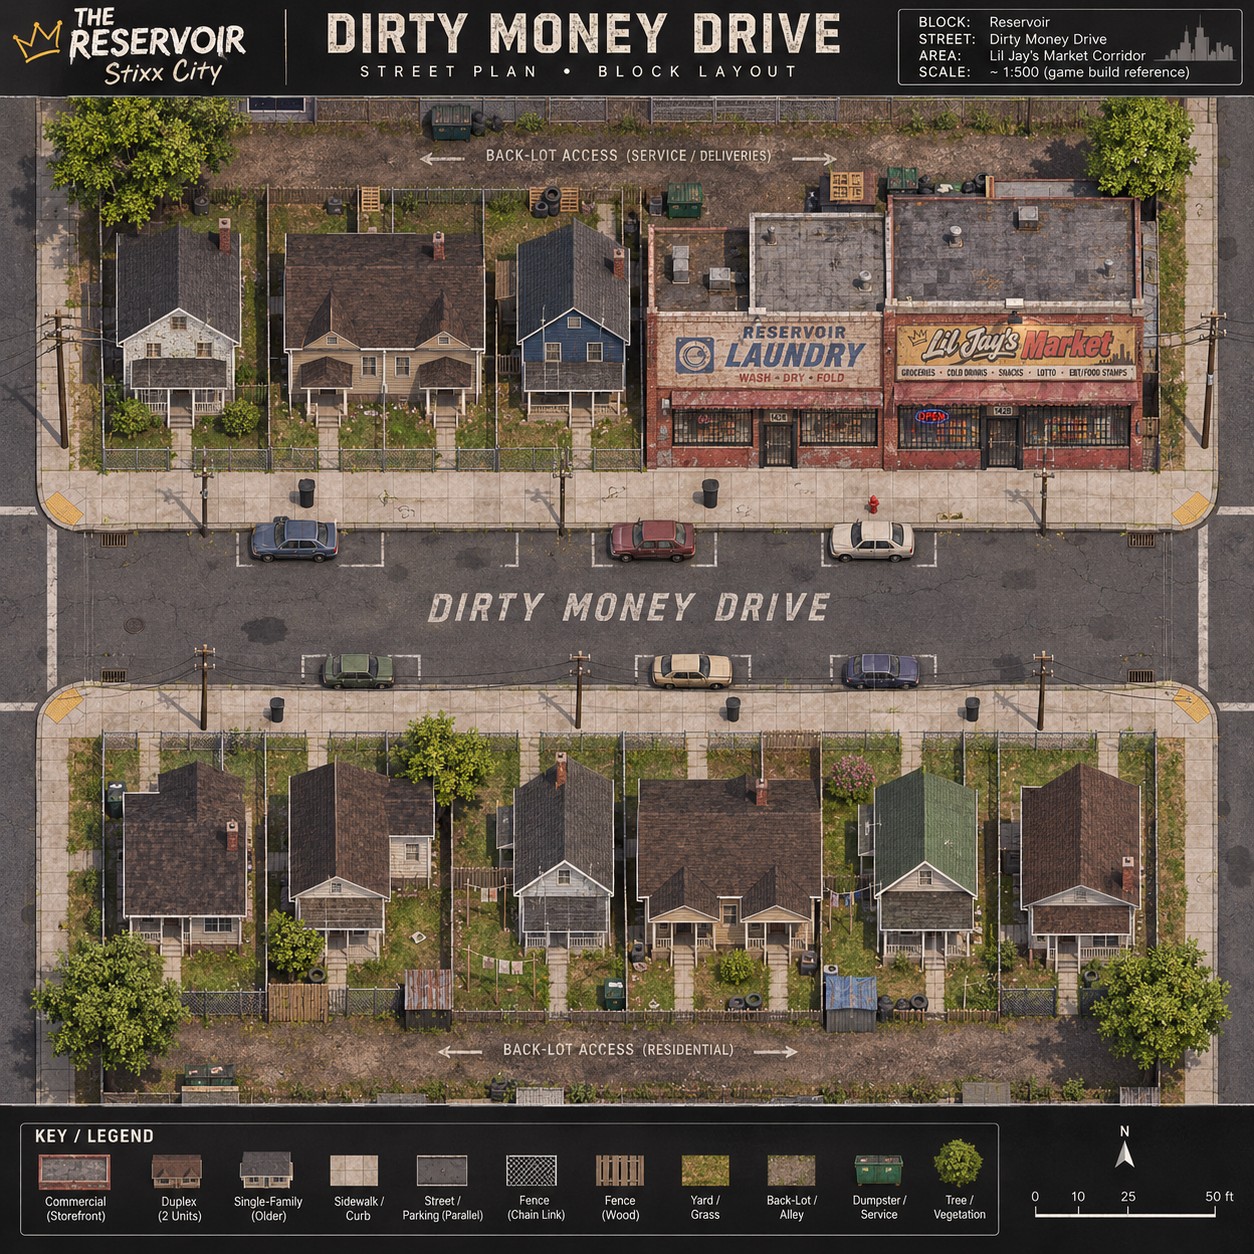 THE
RESERVOIR
Stixx City
DIRTY MONEY DRIVE
STREET PLAN • BLOCK LAYOUT
BLOCK: Reservoir
STREET: Dirty Money Drive
AREA: Lil Jay's Market Corridor
SCALE: ~ 1:500 (game build reference)
BACK-LOT ACCESS (SERVICE / DELIVERIES)
RESERVOIR
LAUNDRY
WASH • DRY • FOLD
Lil Jay's Market
GROCERIES • COLD DRINKS • SNACKS • LOTTO • EBT/FOOD STAMPS
OPEN
1428
DIRTY MONEY DRIVE
BACK-LOT ACCESS (RESIDENTIAL)
KEY / LEGEND
Commercial
(Storefront)
Duplex
(2 Units)
Single-Family
(Older)
Sidewalk /
Curb
Street /
Parking (Parallel)
Fence
(Chain Link)
Fence
(Wood)
Yard /
Grass
Back-Lot /
Alley
Dumpster /
Service
Tree /
Vegetation
N
0 10 25 50 ft